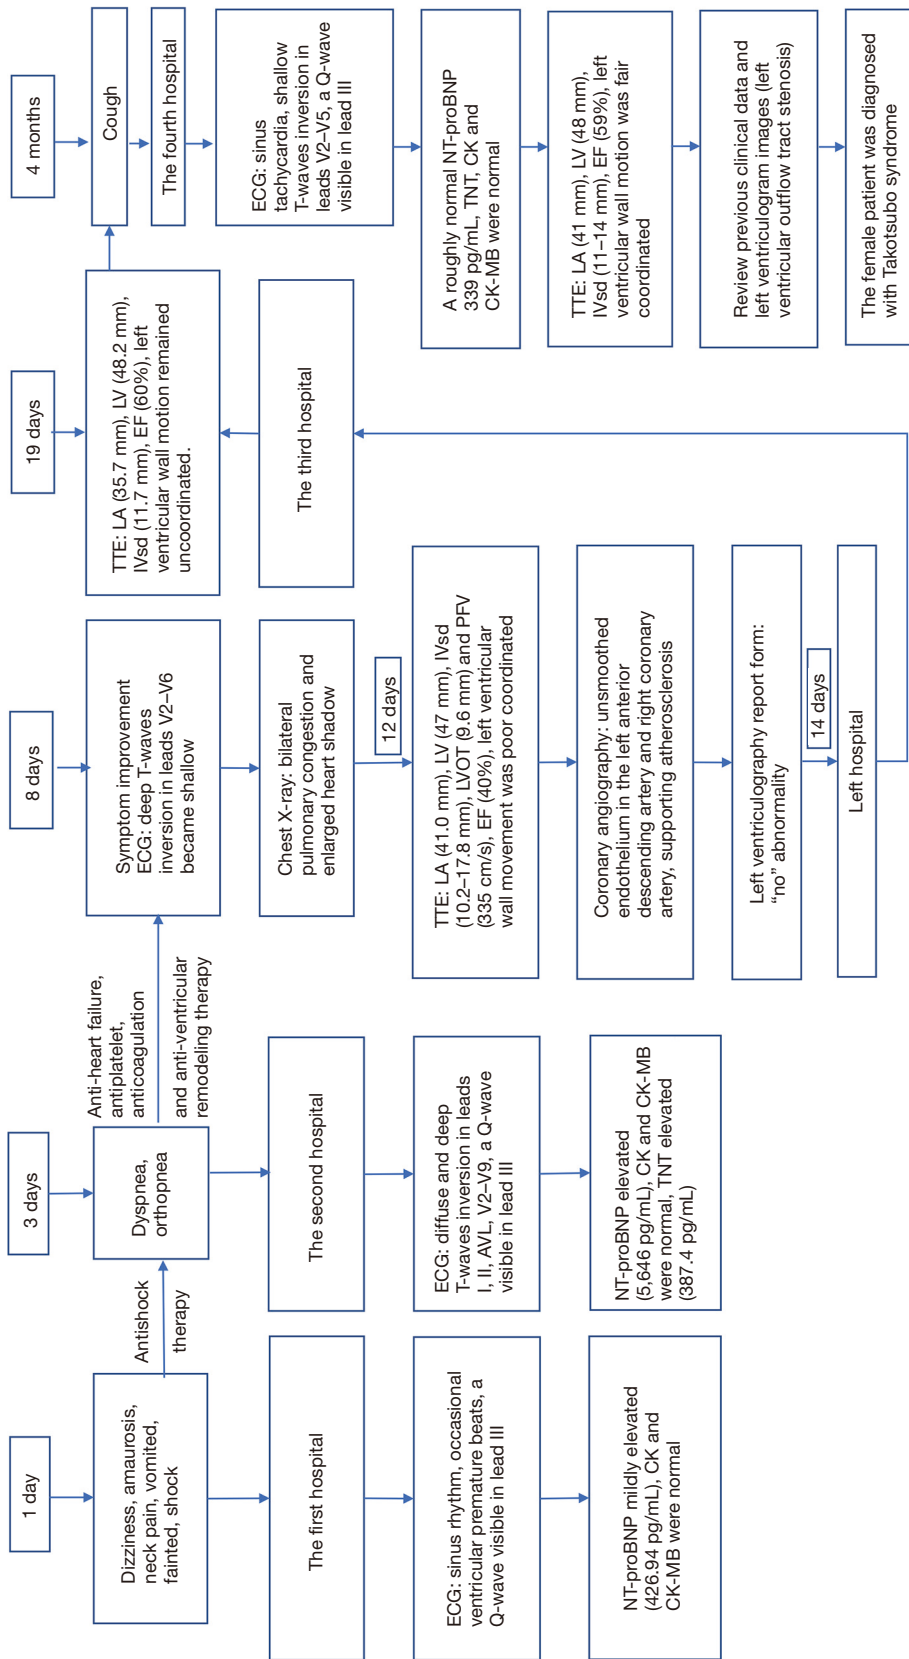 1 day
Dizziness, amaurosis,
neck pain, vomited,
fainted, shock
The first hospital
ECG: sinus rhythm, occasional
ventricular premature beats, a
Q-wave visible in lead III
NT-proBNP mildly elevated
(426.94 pg/mL), CK and
CK-MB were normal
Antishock
therapy
3 days
Dyspnea,
orthopnea
The second hospital
ECG: diffuse and deep
T-waves inversion in leads
I, II, AVL, V2–V9, a Q-wave
visible in lead III
NT-proBNP elevated
(5,646 pg/mL), CK and CK-MB
were normal, TNT elevated
(387.4 pg/mL)
Anti-heart failure,
antiplatelet,
anticoagulation
and anti-ventricular
remodeling therapy
8 days
Symptom improvement
ECG: deep T-waves
inversion in leads V2–V6
became shallow
Chest X-ray: bilateral
pulmonary congestion and
enlarged heart shadow
12 days
TTE: LA (41.0 mm), LV (47 mm), IVsd
(10.2–17.8 mm), LVOT (9.6 mm) and PFV
(335 cm/s), EF (40%), left ventricular
wall movement was poor coordinated
Coronary angiography: unsmoothed
endothelium in the left anterior
descending artery and right coronary
artery, supporting atherosclerosis
Left ventriculography report form:
“no” abnormality
14 days
Left hospital
19 days
TTE: LA (35.7 mm), LV (48.2 mm),
IVsd (11.7 mm), EF (60%), left
ventricular wall motion remained
uncoordinated.
The third hospital
4 months
Cough
The fourth hospital
ECG: sinus
tachycardia, shallow
T-waves inversion in
leads V2–V5, a Q-wave
visible in lead III
A roughly normal NT-proBNP
339 pg/mL, TNT, CK and
CK-MB were normal
TTE: LA (41 mm), LV (48 mm),
IVsd (11–14 mm), EF (59%), left
ventricular wall motion was fair
coordinated
Review previous clinical data and
left ventriculogram images (left
ventricular outflow tract stenosis)
The female patient was diagnosed
with Takotsubo syndrome